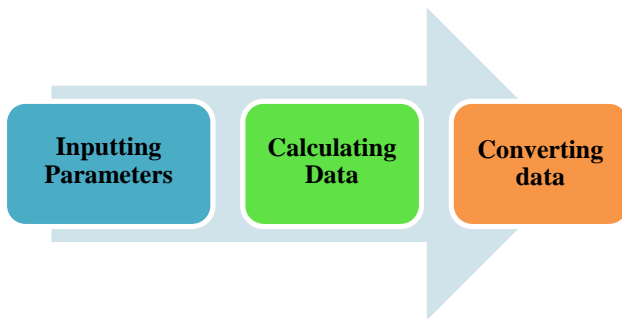 Inputting
Parameters
Calculating
Data
Converting
data